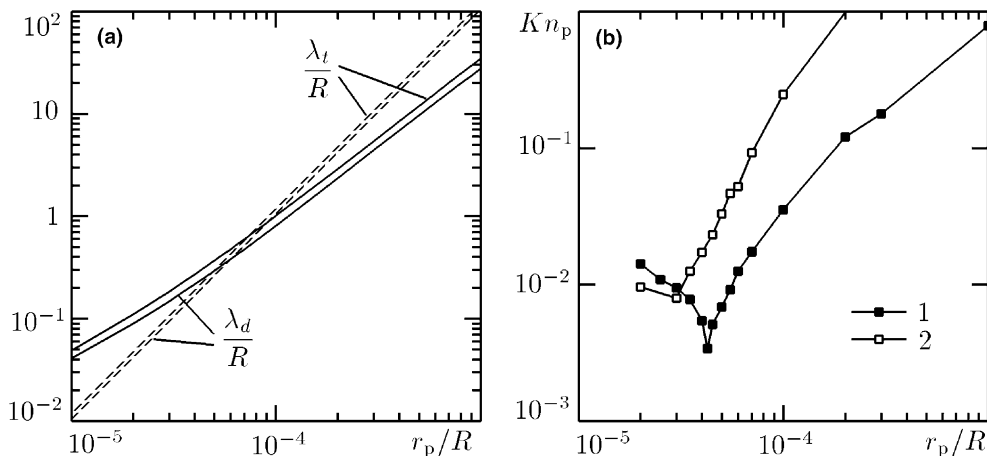 (a)
10^2
10
1
10^{-1}
10^{-2}
10^{-5}
10^{-4}
r_p/R
λ_t
R
λ_d
R
(b)
Kn_p
10^{-1}
10^{-2}
10^{-3}
10^{-5}
10^{-4}
r_p/R
1
2